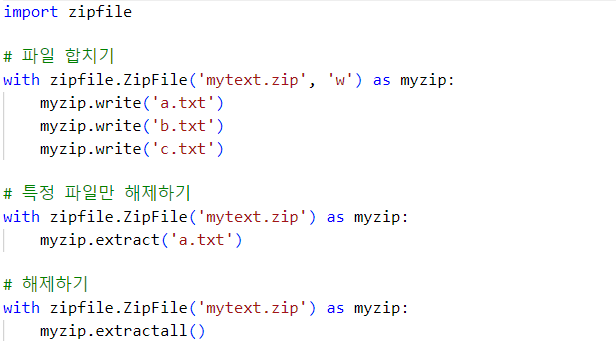 import zipfile

# 파일 합치기
with zipfile.ZipFile('mytext.zip', 'w') as myzip:
    myzip.write('a.txt')
    myzip.write('b.txt')
    myzip.write('c.txt')

# 특정 파일만 해제하기
with zipfile.ZipFile('mytext.zip') as myzip:
    myzip.extract('a.txt')

# 해제하기
with zipfile.ZipFile('mytext.zip') as myzip:
    myzip.extractall()